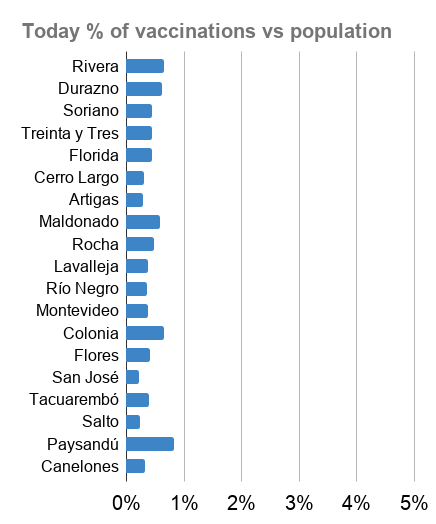 Today % of vaccinations vs population
Rivera
Durazno
Soriano
Treinta y Tres
Florida
Cerro Largo
Artigas
Maldonado
Rocha
Lavalleja
Río Negro
Montevideo
Colonia
Flores
San José
Tacuarembó
Salto
Paysandú
Canelones
0% 1% 2% 3% 4% 5%